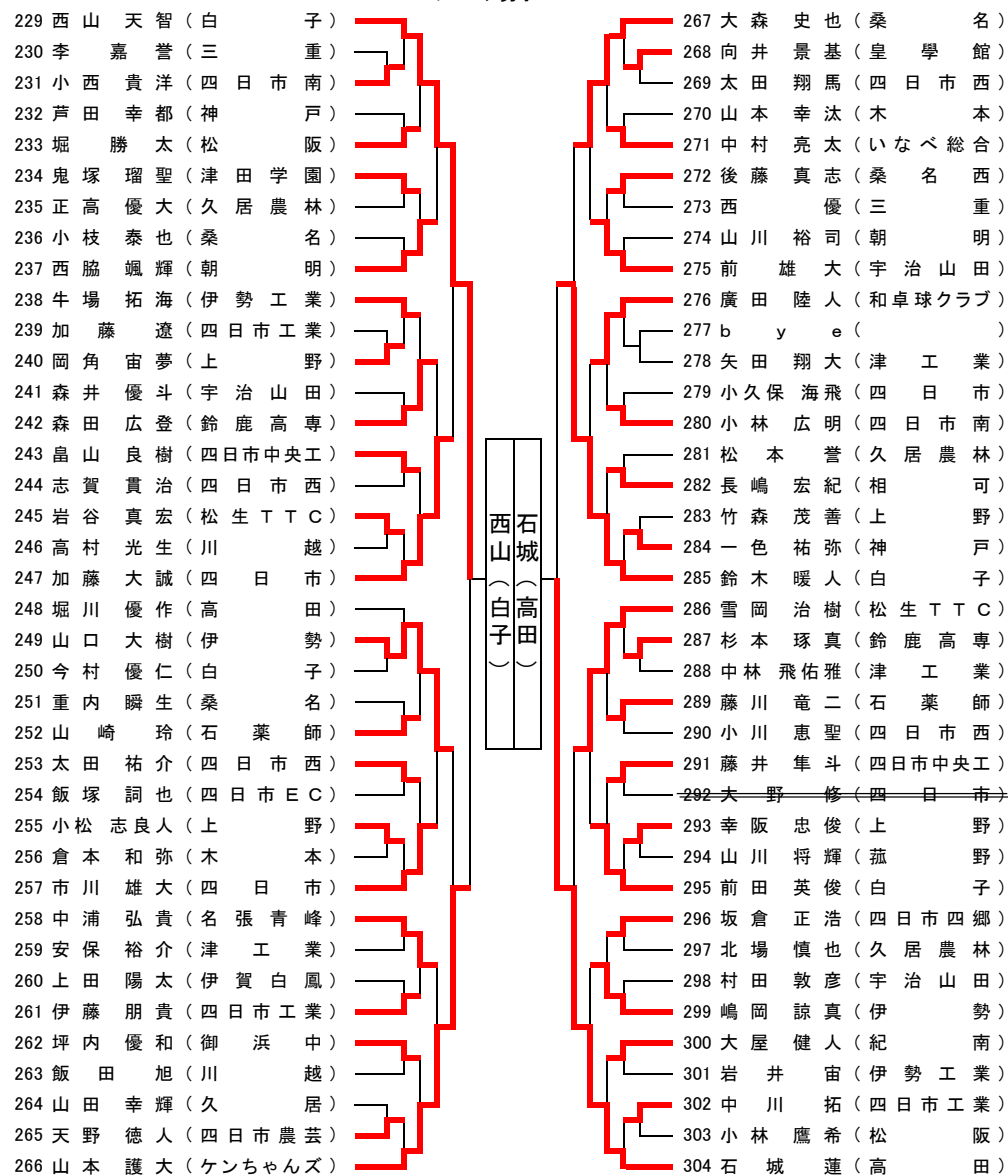 229 西山 天智 (白子)
230 李 嘉誉 (三重)
231 小西 貴洋 (四日市南)
232 芦田 幸都 (神戸)
233 堀 勝太 (松阪)
234 鬼塚 瑠聖 (津田学園)
235 正高 優大 (久居農林)
236 小枝 泰也 (桑名)
237 西脇 颯輝 (朝明)
238 牛場 拓海 (伊勢工業)
239 加藤 遼 (四日市工業)
240 岡角 宙夢 (上野)
241 森井 優斗 (宇治山田)
242 森田 広登 (鈴鹿高専)
243 畠山 良樹 (四日市中央工)
244 志賀 貫治 (四日市西)
245 岩谷 真宏 (松生TTC)
246 高村 光生 (川越)
247 加藤 大誠 (四日市)
248 堀川 優作 (高田)
249 山口 大樹 (伊勢)
250 今村 優仁 (白子)
251 重内 瞬生 (桑名)
252 山崎 玲 (石薬師)
253 太田 祐介 (四日市西)
254 飯塚 詞也 (四日市EC)
255 小松 志良人 (上野)
256 倉本 和弥 (木本)
257 市川 雄大 (四日市)
258 中浦 弘貴 (名張青峰)
259 安保 裕介 (津工業)
260 上田 陽太 (伊賀白鳳)
261 伊藤 朋貴 (四日市工業)
262 坪内 優和 (御浜中)
263 飯田 旭 (川越)
264 山田 幸輝 (久居)
265 天野 徳人 (四日市農芸)
266 山本 護大 (ケンちゃんズ)
西山(白子)
石城(高田)
267 大森 史也 (桑名)
268 向井 景基 (皇學館)
269 太田 翔馬 (四日市西)
270 山本 幸汰 (木本)
271 中村 亮太 (いなべ総合)
272 後藤 真志 (桑名西)
273 西 優 (三重)
274 山川 裕司 (朝明)
275 前 雄大 (宇治山田)
276 廣田 陸人 (和卓球クラブ)
277 bye ( )
278 矢田 翔大 (津工業)
279 小久保 海飛 (四日市)
280 小林 広明 (四日市南)
281 松本 誉 (久居農林)
282 長嶋 宏紀 (相可)
283 竹森 茂善 (上野)
284 一色 祐弥 (神戸)
285 鈴木 暖人 (白子)
286 雪岡 治樹 (松生TTC)
287 杉本 琢真 (鈴鹿高専)
288 中林 飛佑雅 (津工業)
289 藤川 竜二 (石薬師)
290 小川 恵聖 (四日市西)
291 藤井 隼斗 (四日市中央工)
292 大野 修 (四日市)
293 幸阪 忠俊 (上野)
294 山川 将輝 (菰野)
295 前田 英俊 (白子)
296 坂倉 正浩 (四日市四郷)
297 北場 慎也 (久居農林)
298 村田 敦彦 (宇治山田)
299 嶋岡 諒真 (伊勢)
300 大屋 健人 (紀南)
301 岩井 宙 (伊勢工業)
302 中川 拓 (四日市工業)
303 小林 鷹希 (松阪)
304 石城 蓮 (高田)